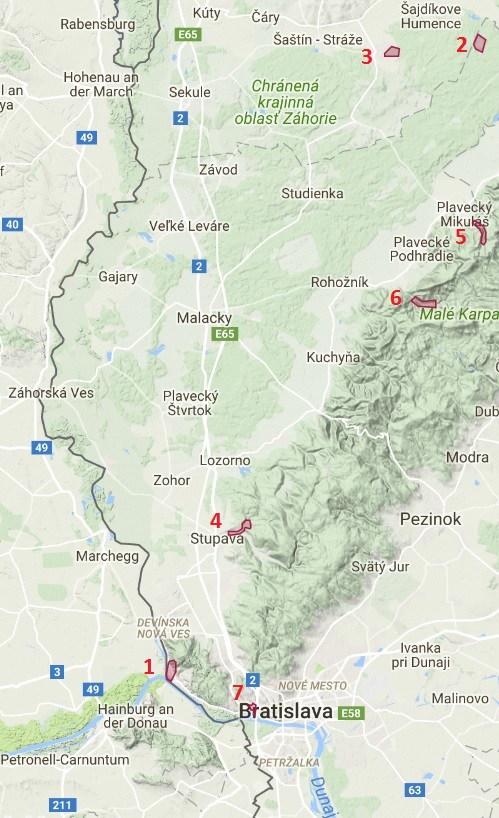 Rabensburg
Kúty
Čáry
Šajdíkove
Humence
E65
Šaštín - Stráže
3
2
Hohenau an
der March
Sekule
Chránená
krajinná
oblasť Záhorie
2
49
Závod
Studienka
40
Veľké Leváre
Plavecký
Mikuláš
5
Plavecké
Podhradie
2
Gajary
Rohožník
6
Malacky
Malé Karpa
E65
Kuchyňa
Záhorská Ves
Plavecký
Štvrtok
Dub
49
Lozorno
Modra
Zohor
Pezinok
4
Stupava
Marchegg
Svätý Jur
DEVÍNSKA
NOVÁ VES
Ivanka
pri Dunaji
1
3
49
2
NOVÉ MESTO
7
Malinovo
Hainburg an
der Donau
Bratislava
E58
Petronell-Carnuntum
PETRŽALKA
Dunaj
63
211